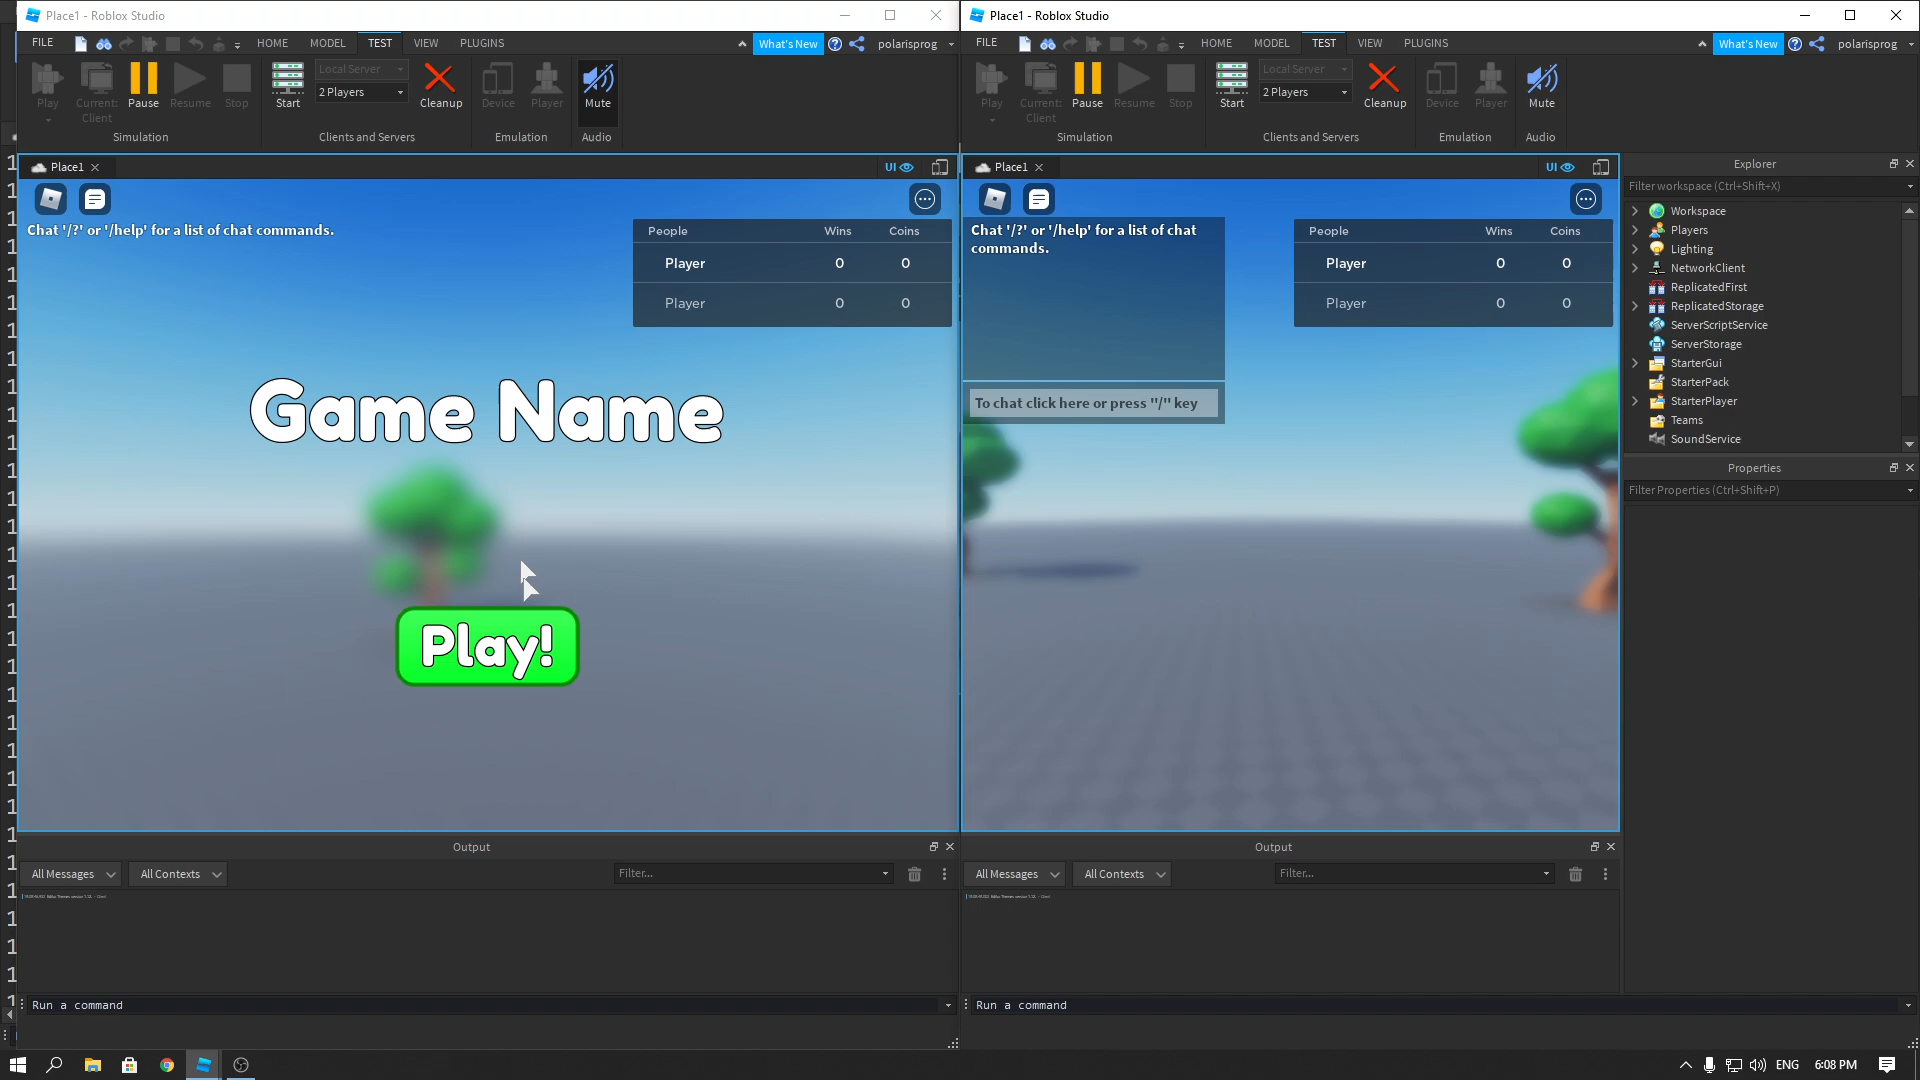 Place1 - Roblox Studio
FILE HOME MODEL TEST VIEW PLUGINS
What's New
polarisprog
Play
Current:
Client
Pause
Resume
Stop
Simulation
Start
Local Server
2 Players
Cleanup
Clients and Servers
Device
Player
Emulation
Mute
Audio
Place1
UI
Chat '/?' or '/help' for a list of chat commands.
People Wins Coins
Player 0 0
Player 0 0
Game Name
Play!
Output
All Messages
All Contexts
Filter...
Run a command
Place1 - Roblox Studio
FILE HOME MODEL TEST VIEW PLUGINS
What's New
polarisprog
Play
Current:
Client
Pause
Resume
Stop
Simulation
Start
Local Server
2 Players
Cleanup
Clients and Servers
Device
Player
Emulation
Mute
Audio
Place1
UI
Chat '/?' or '/help' for a list of chat
commands.
To chat click here or press "/" key
People Wins Coins
Player 0 0
Player 0 0
Output
All Messages
All Contexts
Filter...
Run a command
Explorer
Filter workspace (Ctrl+Shift+X)
Workspace
Players
Lighting
NetworkClient
ReplicatedFirst
ReplicatedStorage
ServerScriptService
ServerStorage
StarterGui
StarterPack
StarterPlayer
Teams
SoundService
Properties
Filter Properties (Ctrl+Shift+P)
ENG
6:08 PM